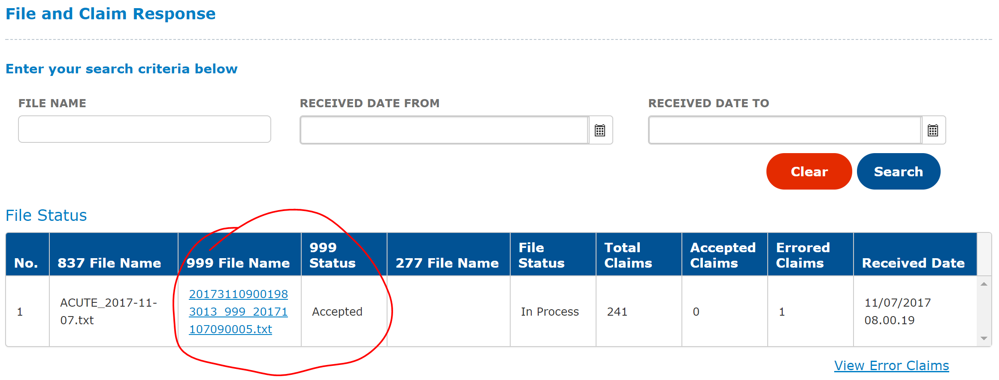 File and Claim Response
Enter your search criteria below
FILE NAME
RECEIVED DATE FROM
RECEIVED DATE TO
Clear
Search
File Status
No.
837 File Name
999 File Name
999
Status
277 File Name
File
Status
Total
Claims
Accepted
Claims
Errored
Claims
Received Date
1
ACUTE_2017-11-
07.txt
20173110900198
3013_999_20171
107090005.txt
Accepted
In Process
241
0
1
11/07/2017
08.00.19
View Error Claims